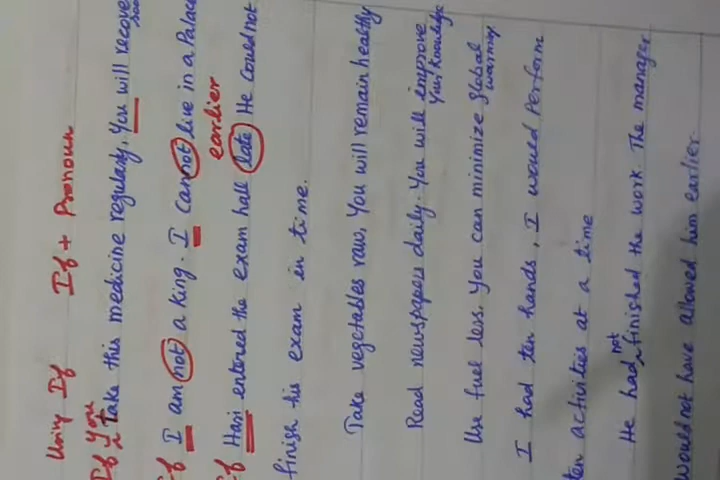 Using If If + Pronoun
If you
Take this medicine regularly. You will recover soon
If I am not a king. I cannot live in a Palace
earlier
If Hari entered the exam hall late He could not
finish his exam in time.
Take vegetables raw, You will remain healthy
Read newspapers daily. You will improve Your knowledge
Use fuel less. You can minimize global warming
I had ten hands, I would perform
ten activities at a time
He had not finished the work. The manager
would not have allowed him earlier.